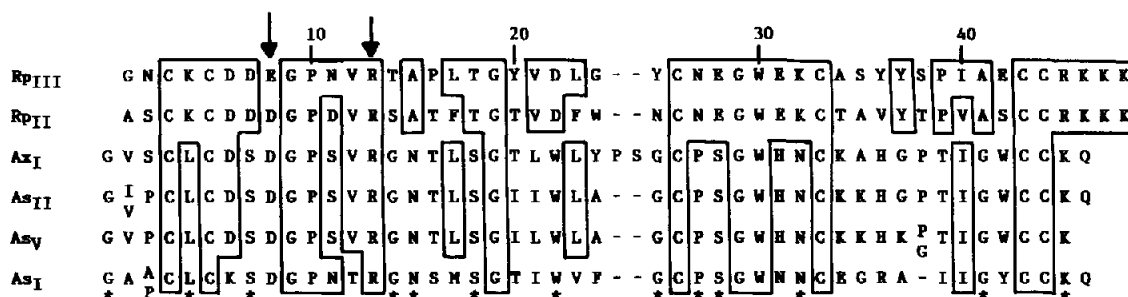 10 20 30 40
RpIII G N C K C D D E G P N V R T A P L T G Y V D L G - - Y C N E G W E K C A S Y Y S P I A E C C R K K K
RpII A S C K C D D D G P D V R S A T F T G T V D F W - N C N E G W E K C T A V Y T P V A S C C R K K K
AxI G V S C L C D S D G P S V R G N T L S G T L W L Y P S G C P S G W H N C K A H G P T I G W C C K Q
AsII G I P C L C D S D G P S V R G N T L S G I I W L A - - G C P S G W H N C K K H G P T I G W C C K Q
V
AsV G V P C L C D S D G P S V R G N T L S G I L W L A - - G C P S G W H N C K K H K P T I G W C C K
G
AsI G A A C L C K S D G P N T R G N S M S G T I W V F - - G C P S G W N N C E G R A - I I G Y C C K Q
P
* * * * * * * * * * * * *